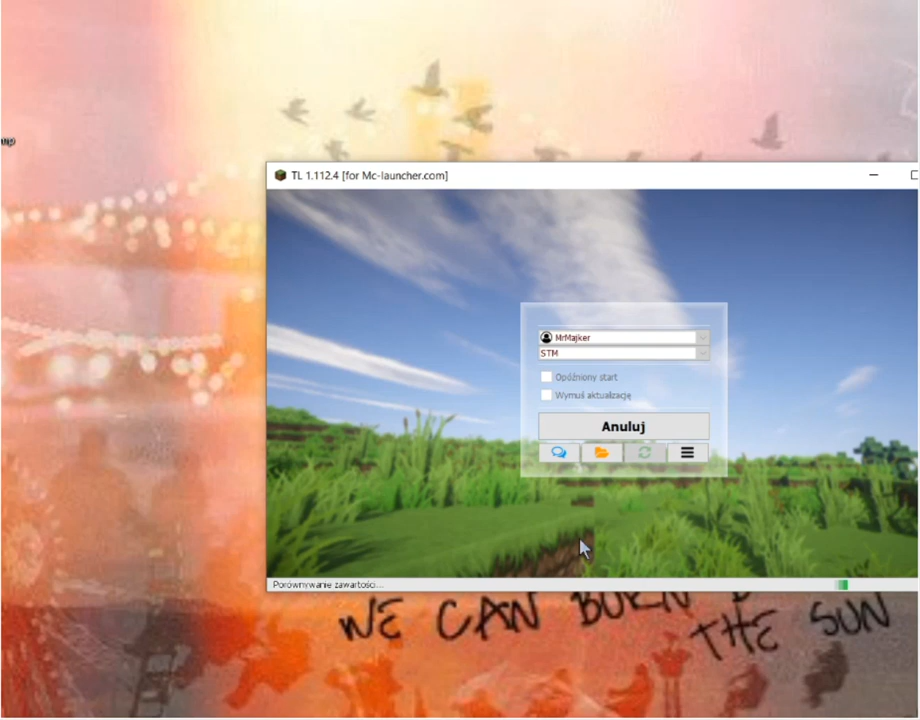 TL 1.112.4 [for Mc-launcher.com]
MrMajker
STM
Opóźniony start
Wymuś aktualizację
Anuluj
Porównywanie zawartości...
WE CAN BURN
THE SUN